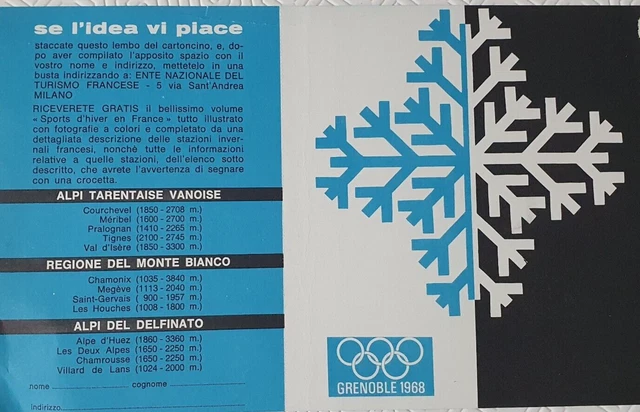 se l'idea vi piace
staccate questo lembo del cartoncino, e, do-
po aver compilato l'apposito spazio con il
vostro nome e indirizzo, mettetelo in una
busta indirizzando a: ENTE NAZIONALE DEL
TURISMO FRANCESE - 5 via Sant'Andrea
MILANO
RICEVERETE GRATIS il bellissimo volume
« Sports d'hiver en France » tutto illustrato
con fotografie a colori e completato da una
dettagliata descrizione delle stazioni inver-
nali francesi, nonchè tutte le informazioni
relative a quelle stazioni, dell'elenco sotto
descritto, che avrete l'avvertenza di segnare
con una crocetta.
ALPI TARENTAISE VANOISE
Courchevel (1850 - 2708 m.)
Méribel (1600 - 2700 m.)
Pralognan (1410 - 2265 m.)
Tignes (2100 - 2745 m.)
Val d'Isère (1850 - 3300 m.)
REGIONE DEL MONTE BIANCO
Chamonix (1035 - 3840 m.)
Megève (1113 - 2040 m.)
Saint-Gervais ( 900 - 1957 m.)
Les Houches (1008 - 1800 m.)
ALPI DEL DELFINATO
Alpe d'Huez (1860 - 3360 m.)
Les Deux Alpes (1650 - 2250 m.)
Chamrousse (1650 - 2250 m.)
Villard de Lans (1024 - 2000 m.)
nome cognome
indirizzo
GRENOBLE 1968